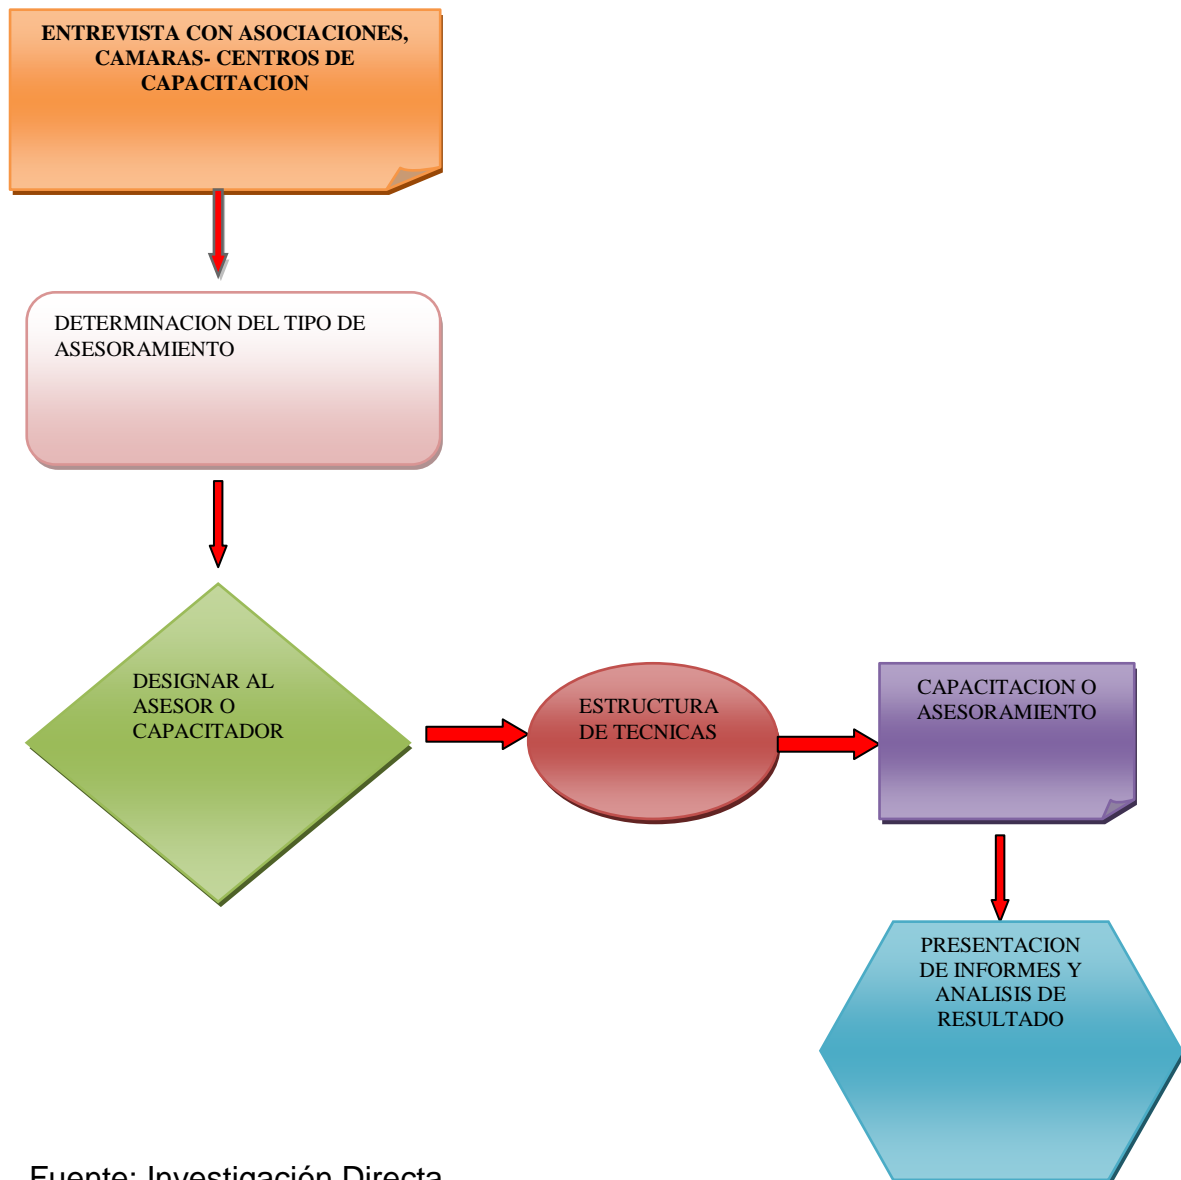 ENTREVISTA CON ASOCIACIONES,
CAMARAS- CENTROS DE
CAPACITACION
DETERMINACION DEL TIPO DE
ASESORAMIENTO
DESIGNAR AL
ASESOR O
CAPACITADOR
ESTRUCTURA
DE TECNICAS
CAPACITACION O
ASESORAMIENTO
PRESENTACION
DE INFORMES Y
ANALISIS DE
RESULTADO
Fuente: Investigación Directa